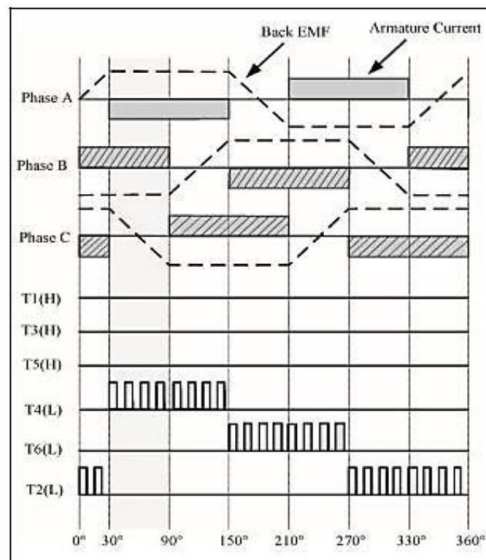 Back EMF
Armature Current
Phase A
Phase B
Phase C
T1(H)
T3(H)
T5(H)
T4(L)
T6(L)
T2(L)
0° 30° 90° 150° 210° 270° 330° 360°